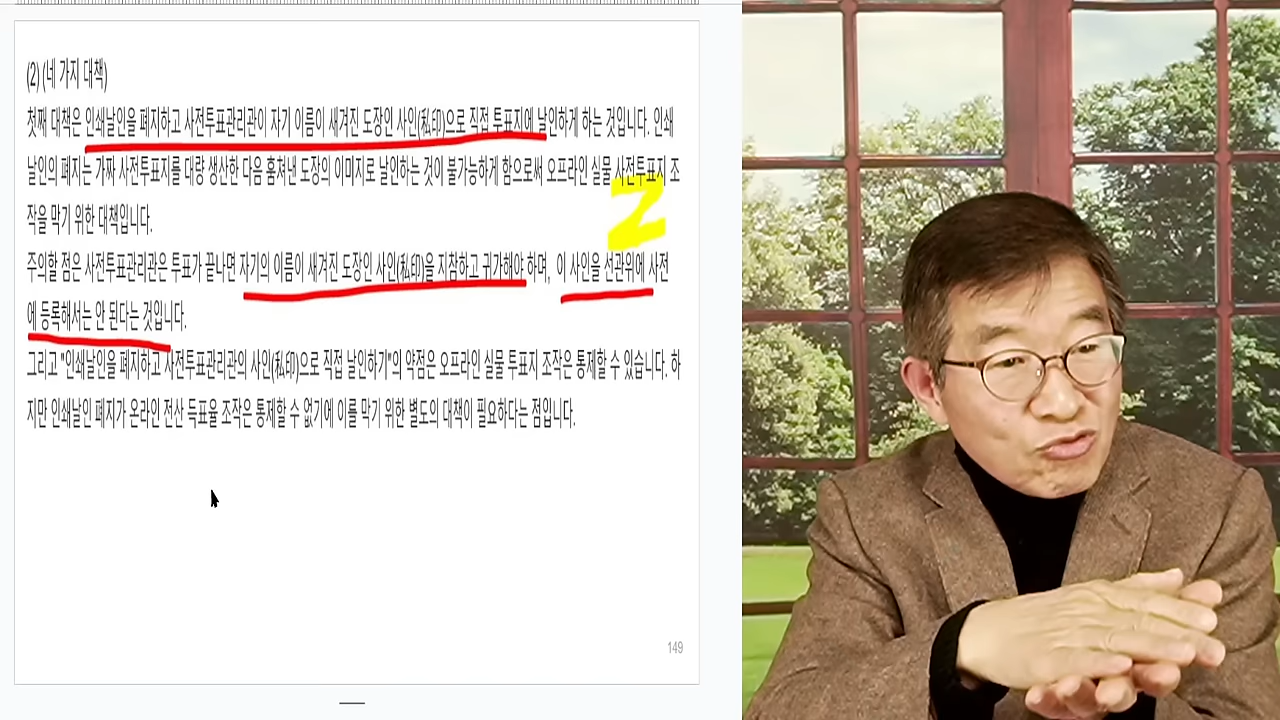 (2) (네 가지 대책)
첫째 대책은 인쇄날인을 폐지하고 사전투표관리관이 자기 이름이 새겨진 도장인 사인(私印)으로 직접 투표지에 날인하게 하는 것입니다. 인쇄
날인의 폐지는 가짜 사전투표지를 대량 생산한 다음 훔쳐낸 도장의 이미지로 날인하는 것이 불가능하게 함으로써 오프라인 실물 사전투표지 조
작을 막기 위한 대책입니다.
주의할 점은 사전투표관리관은 투표가 끝나면 자기의 이름이 새겨진 도장인 사인(私印)을 지참하고 귀가해야 하며, 이 사인을 선관위에 사전
에 등록해서는 안 된다는 것입니다.
그리고 "인쇄날인을 폐지하고 사전투표관리관의 사인(私印)으로 직접 날인하기"의 약점은 오프라인 실물 투표지 조작은 통제할 수 있습니다. 하
지만 인쇄날인 폐지가 온라인 전산 득표율 조작은 통제할 수 없기에 이를 막기 위한 별도의 대책이 필요하다는 점입니다.
149